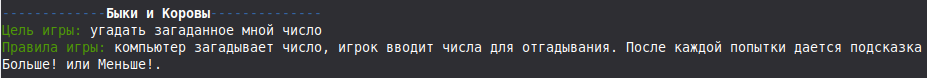 -------------Быки и Коровы--------------
Цель игры: угадать загаданное мной число
Правила игры: компьютер загадывает число, игрок вводит числа для отгадывания. После каждой попытки дается подсказка
Больше! или Меньше!.